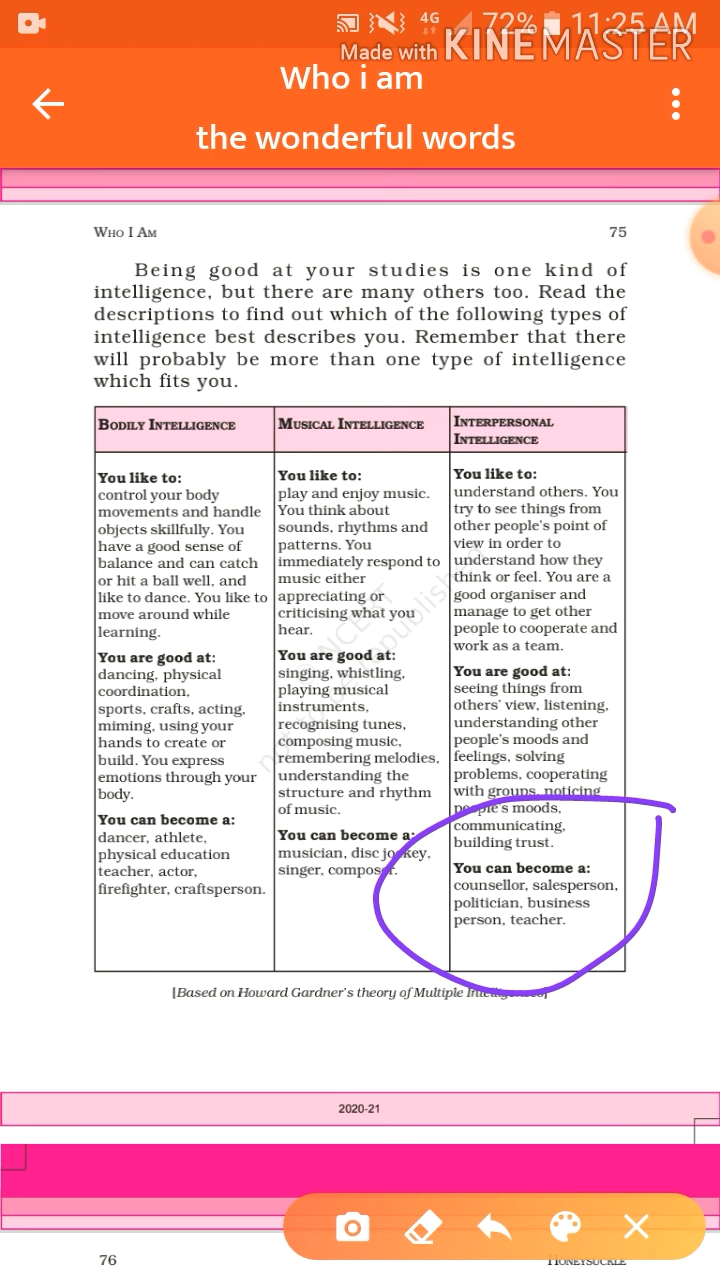 4G 72% 11:25 AM
Made with KINEMASTER
Who i am
the wonderful words
WHO I AM 75
Being good at your studies is one kind of
intelligence, but there are many others too. Read the
descriptions to find out which of the following types of
intelligence best describes you. Remember that there
will probably be more than one type of intelligence
which fits you.
BODILY INTELLIGENCE
You like to:
control your body
movements and handle
objects skillfully. You
have a good sense of
balance and can catch
or hit a ball well, and
like to dance. You like to
move around while
learning.
You are good at:
dancing, physical
coordination,
sports, crafts, acting,
miming, using your
hands to create or
build. You express
emotions through your
body.
You can become a:
dancer, athlete,
physical education
teacher, actor,
firefighter, craftsperson.
MUSICAL INTELLIGENCE
You like to:
play and enjoy music.
You think about
sounds, rhythms and
patterns. You
immediately respond to
music either
appreciating or
criticising what you
hear.
You are good at:
singing, whistling,
playing musical
instruments,
recognising tunes,
composing music,
remembering melodies,
understanding the
structure and rhythm
of music.
You can become a:
musician, disc jockey,
singer, composer.
INTERPERSONAL
INTELLIGENCE
You like to:
understand others. You
try to see things from
other people's point of
view in order to
understand how they
think or feel. You are a
good organiser and
manage to get other
people to cooperate and
work as a team.
You are good at:
seeing things from
others' view, listening,
understanding other
people's moods and
feelings, solving
problems, cooperating
with groups, noticing
people's moods,
communicating,
building trust.
You can become a:
counsellor, salesperson,
politician, business
person, teacher.
© NCERT
not to be republished
[Based on Howard Gardner's theory of Multiple Intelligences]
2020-21
76 HONEYSUCKLE